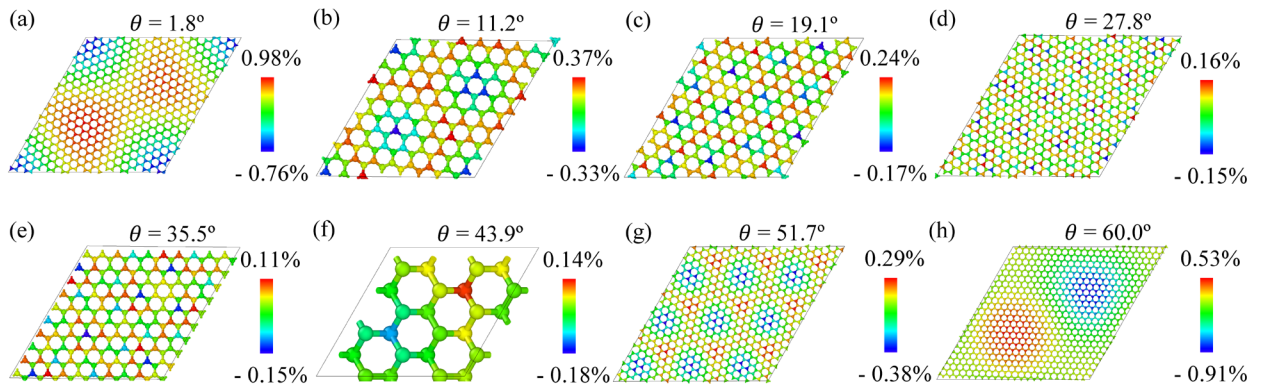 (a) θ = 1.8º
0.98%
- 0.76%
(b) θ = 11.2º
0.37%
- 0.33%
(c) θ = 19.1º
0.24%
- 0.17%
(d) θ = 27.8º
0.16%
- 0.15%
(e) θ = 35.5º
0.11%
- 0.15%
(f) θ = 43.9º
0.14%
- 0.18%
(g) θ = 51.7º
0.29%
- 0.38%
(h) θ = 60.0º
0.53%
- 0.91%